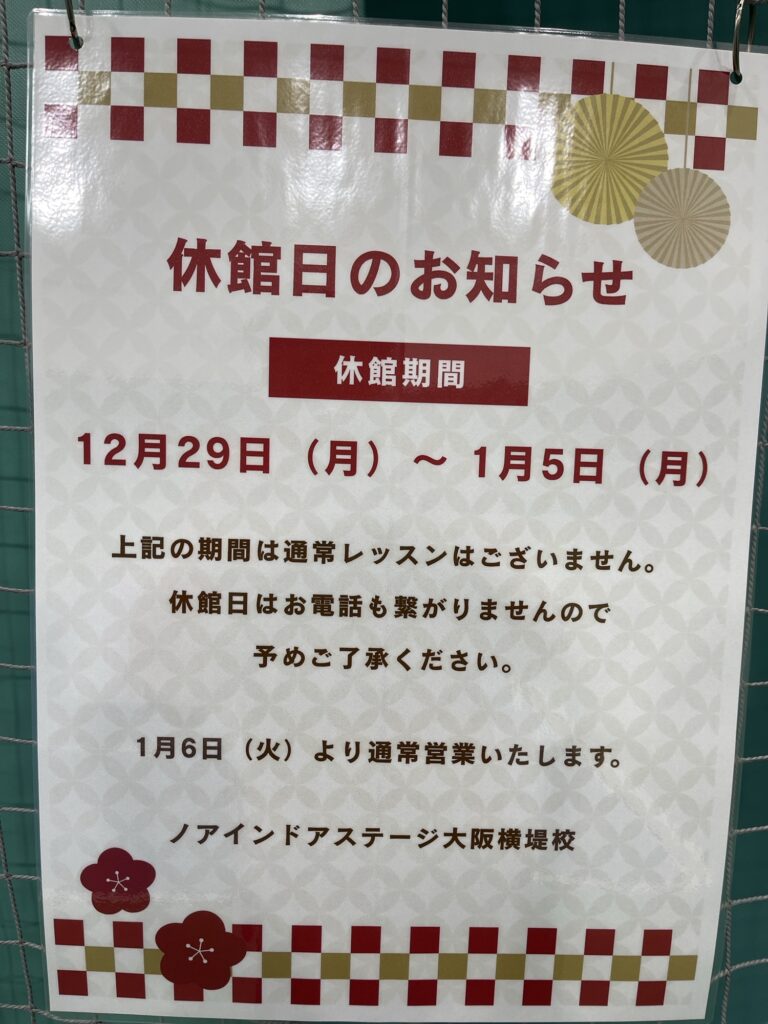 休館日のお知らせ
休館期間
12月29日（月）～ 1月5日（月）
上記の期間は通常レッスンはございません。
休館日はお電話も繋がりませんので
予めご了承ください。
1月6日（火）より通常営業いたします。
ノアインドアステージ大阪横堤校